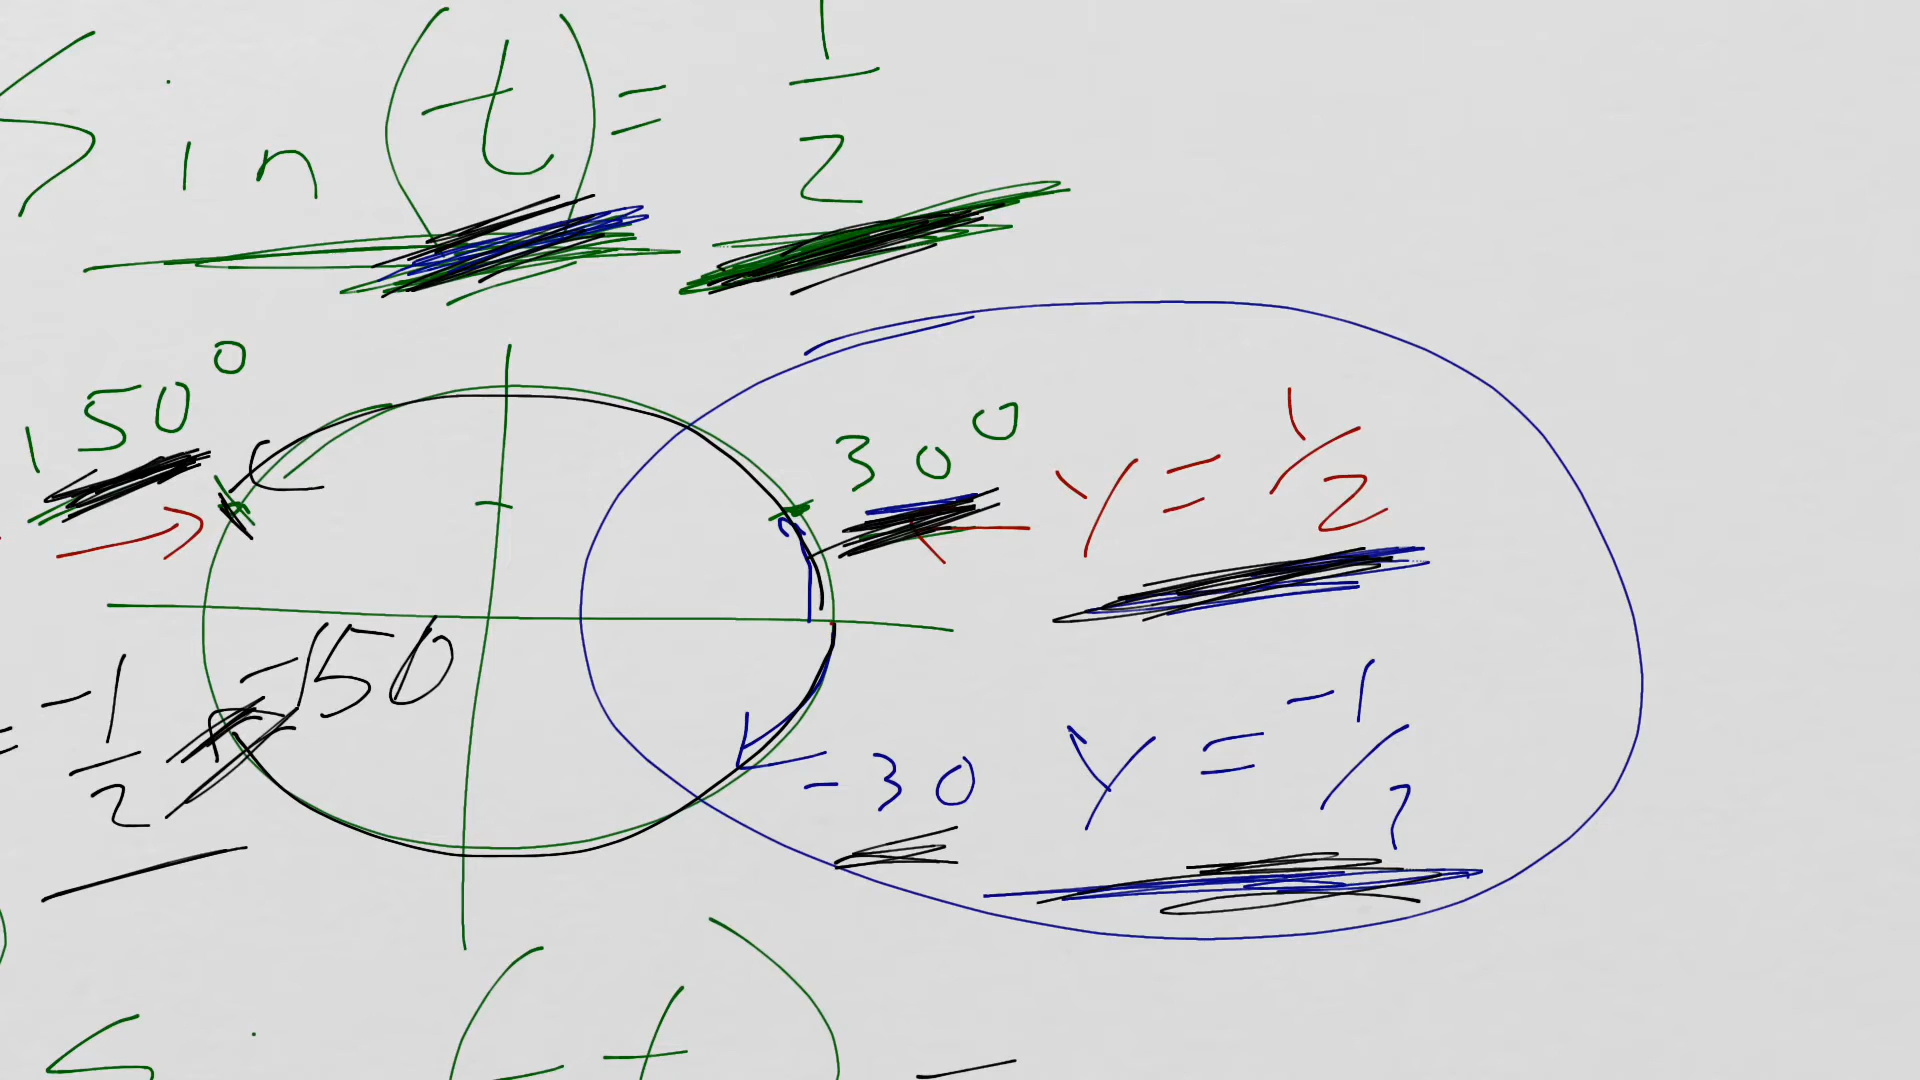 Sin(t) = 1/2
150°
30° Y = 1/2
= -1/2 -150
-30 Y = -1/2
S (-t) =